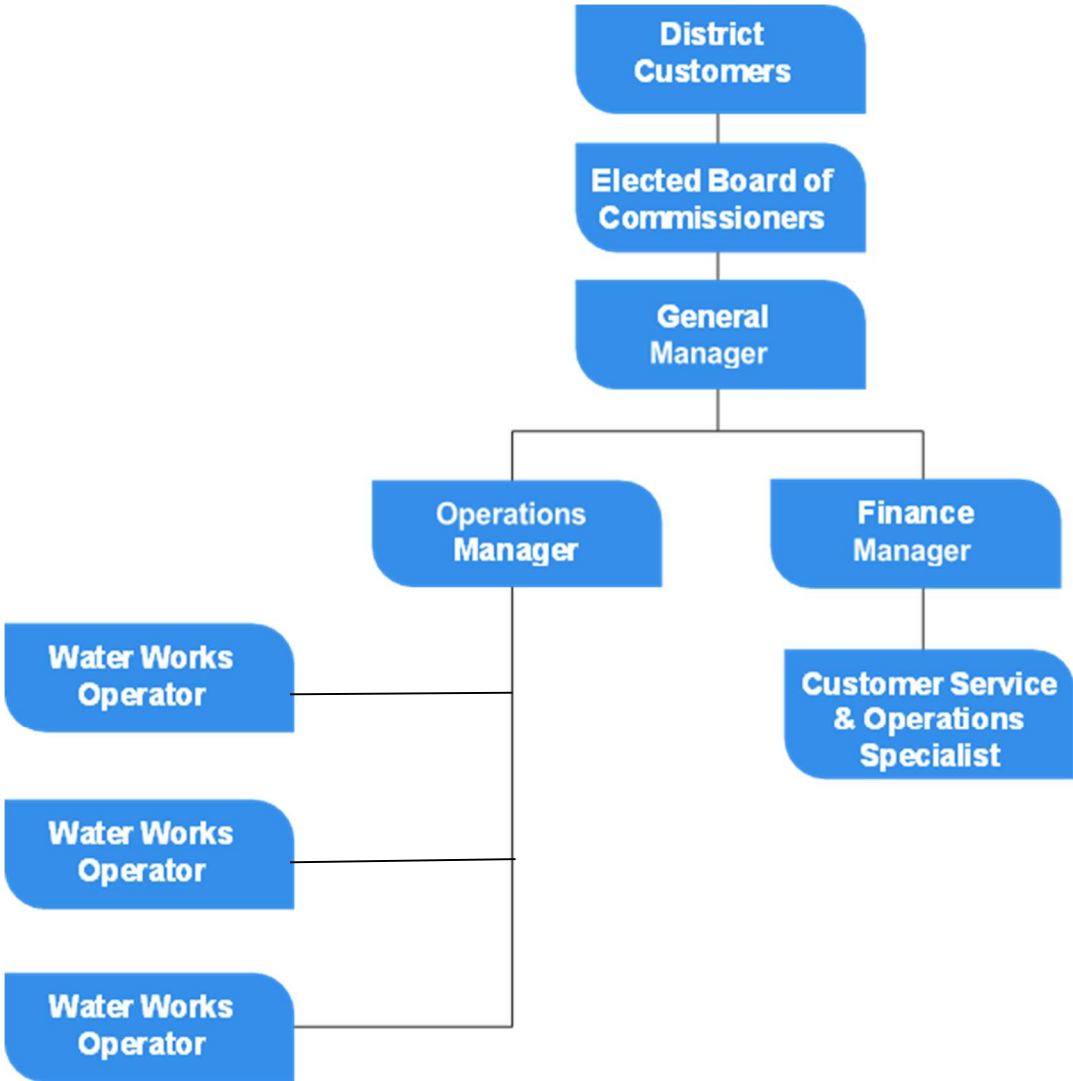 District
Customers
Elected Board of
Commissioners
General
Manager
Operations
Manager
Finance
Manager
Water Works
Operator
Customer Service
& Operations
Specialist
Water Works
Operator
Water Works
Operator